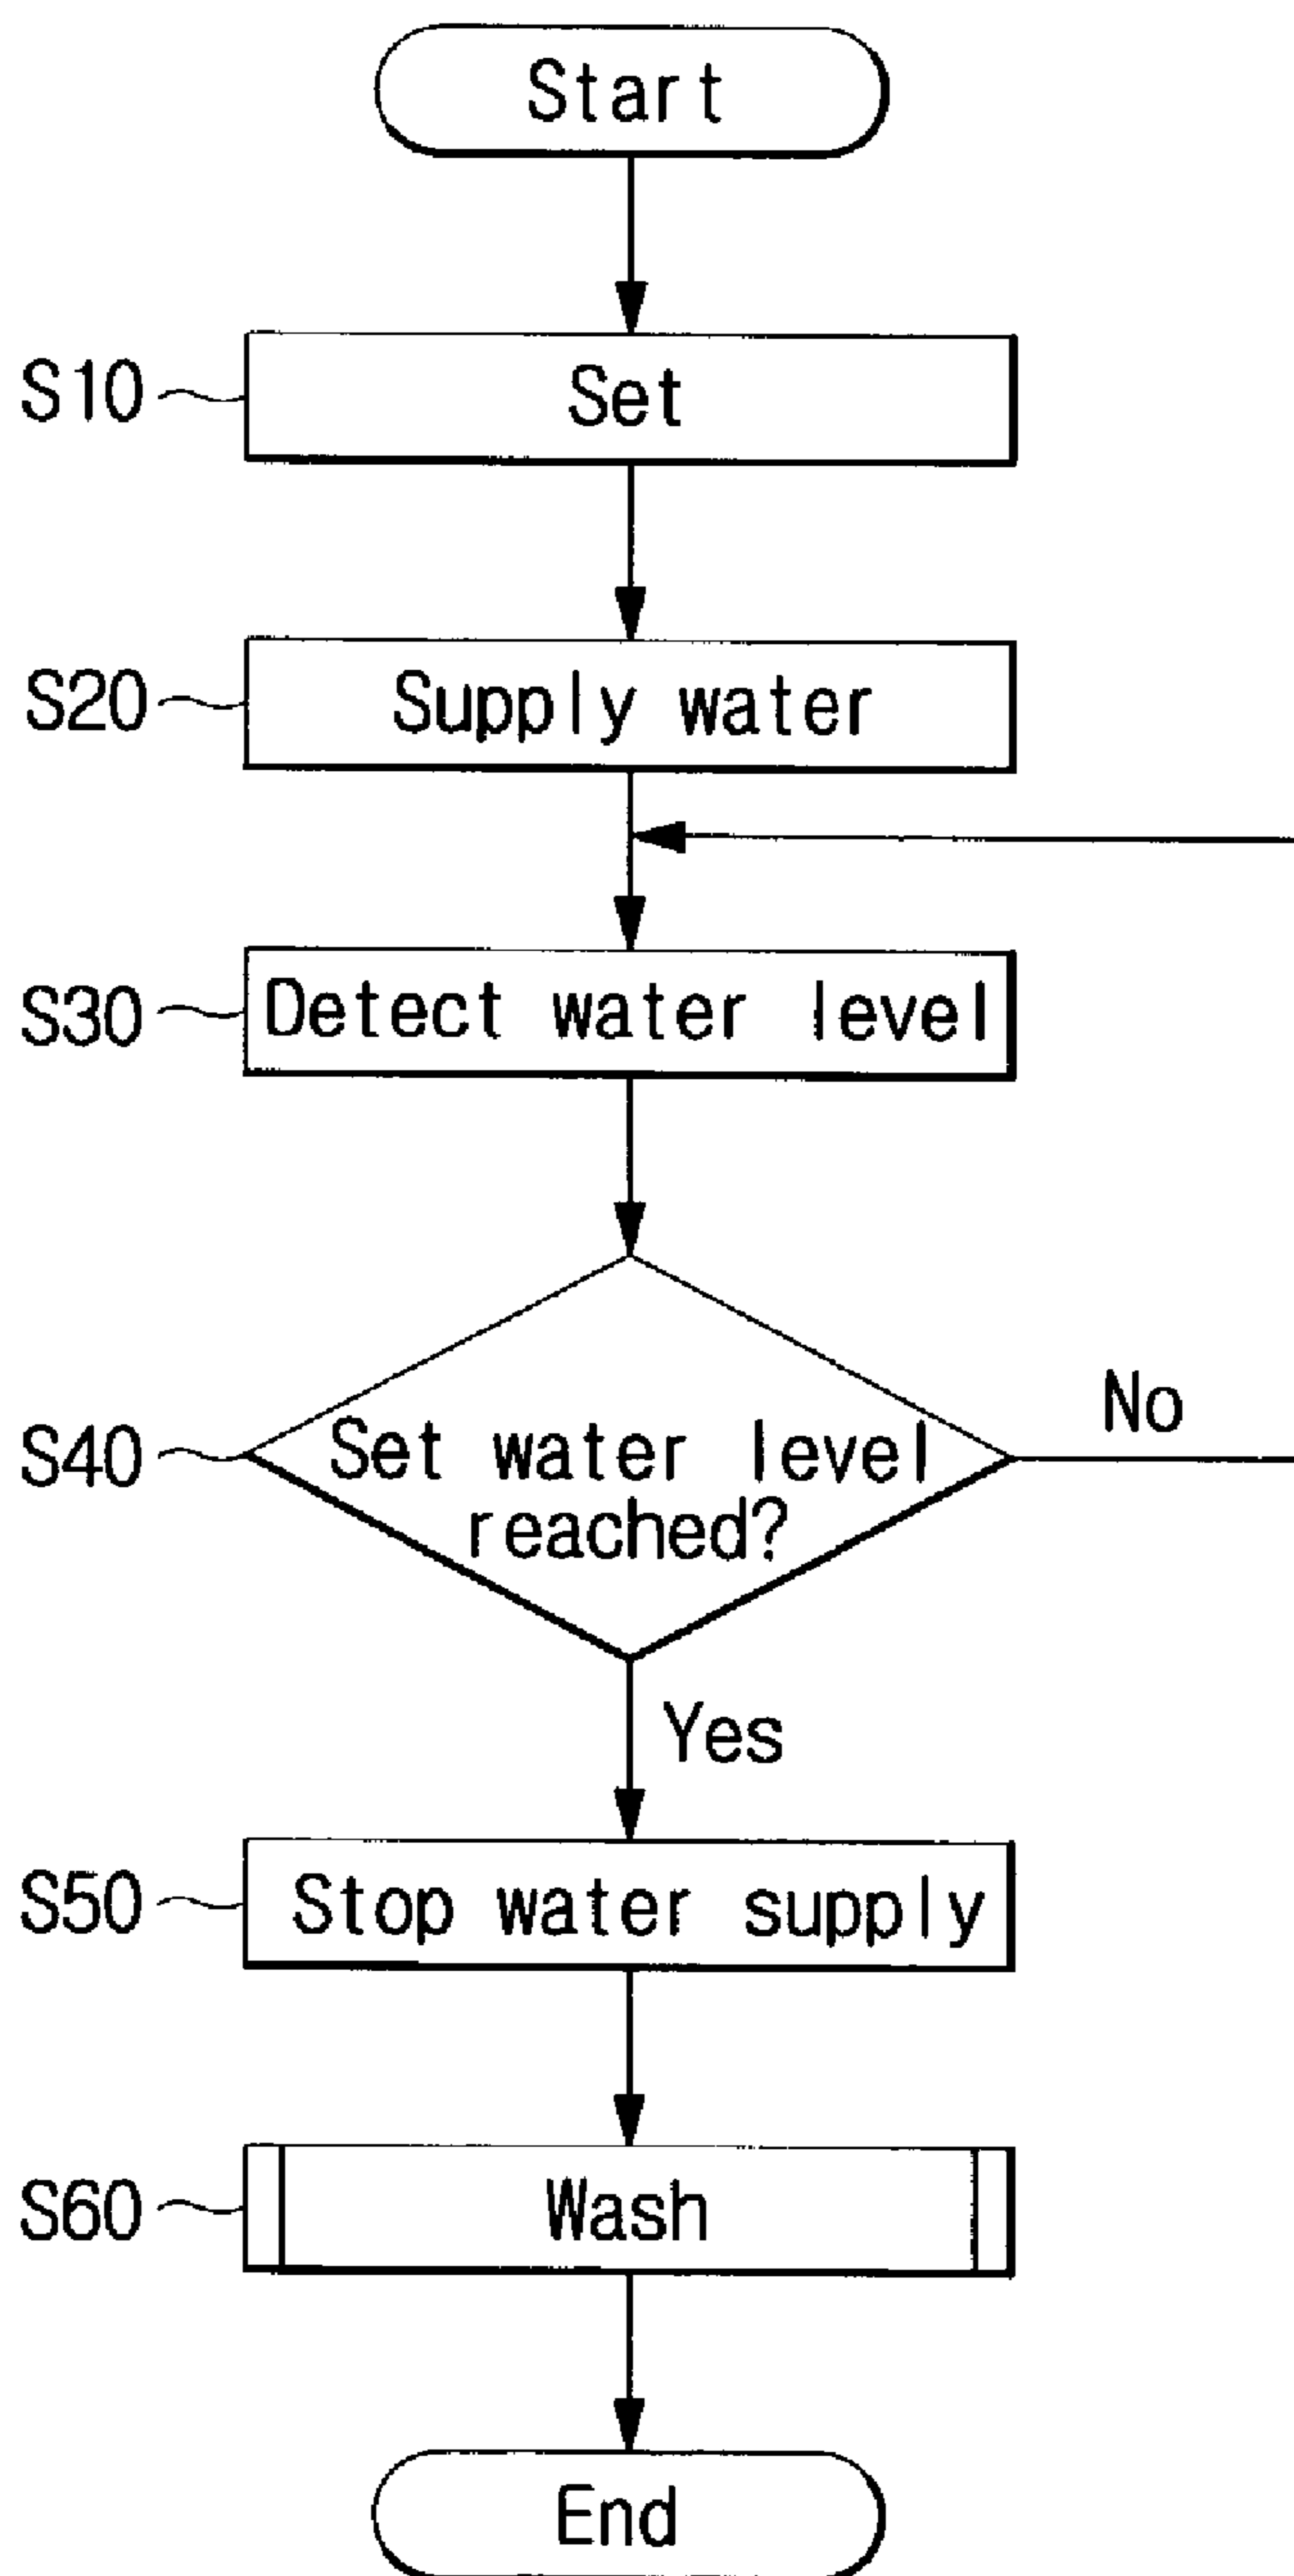 Start
S10 Set
S20 Supply water
S30 Detect water level
S40 Set water level
reached?
No
Yes
S50 Stop water supply
S60 Wash
End